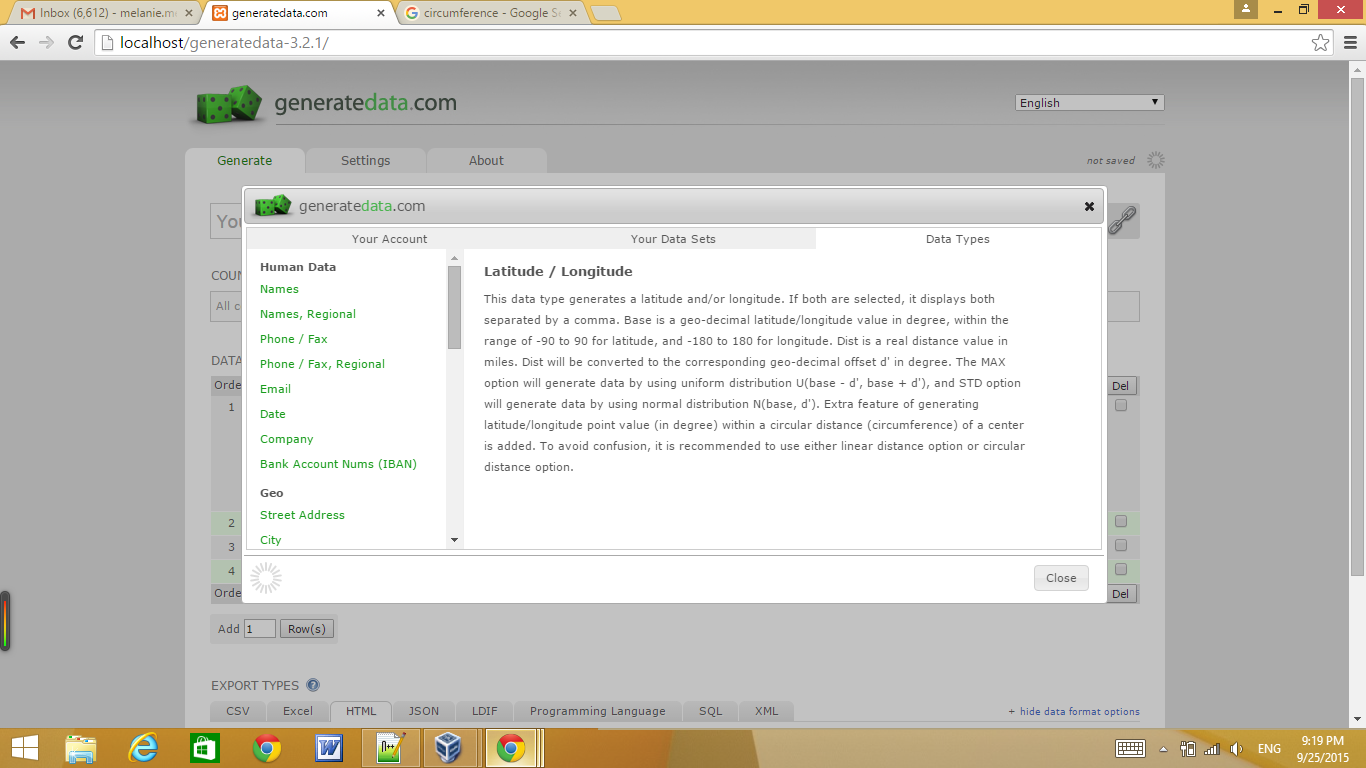 Inbox (6,612) - melanie.m
generatedata.com
circumference - Google Se
localhost/generatedata-3.2.1/
generatedata.com
English
Generate
Settings
About
not saved
generatedata.com
Your Account
Your Data Sets
Data Types
Human Data
Names
Names, Regional
Phone / Fax
Phone / Fax, Regional
Email
Date
Company
Bank Account Nums (IBAN)
Geo
Street Address
City
Latitude / Longitude
This data type generates a latitude and/or longitude. If both are selected, it displays both
separated by a comma. Base is a geo-decimal latitude/longitude value in degree, within the
range of -90 to 90 for latitude, and -180 to 180 for longitude. Dist is a real distance value in
miles. Dist will be converted to the corresponding geo-decimal offset d' in degree. The MAX
option will generate data by using uniform distribution U(base - d', base + d'), and STD option
will generate data by using normal distribution N(base, d'). Extra feature of generating
latitude/longitude point value (in degree) within a circular distance (circumference) of a center
is added. To avoid confusion, it is recommended to use either linear distance option or circular
distance option.
Close
You
COUN
All c
DATA
Orde
Del
1
2
3
4
Orde
Del
Add 1 Row(s)
EXPORT TYPES ?
CSV
Excel
HTML
JSON
LDIF
Programming Language
SQL
XML
+ hide data format options
ENG
9:19 PM
9/25/2015